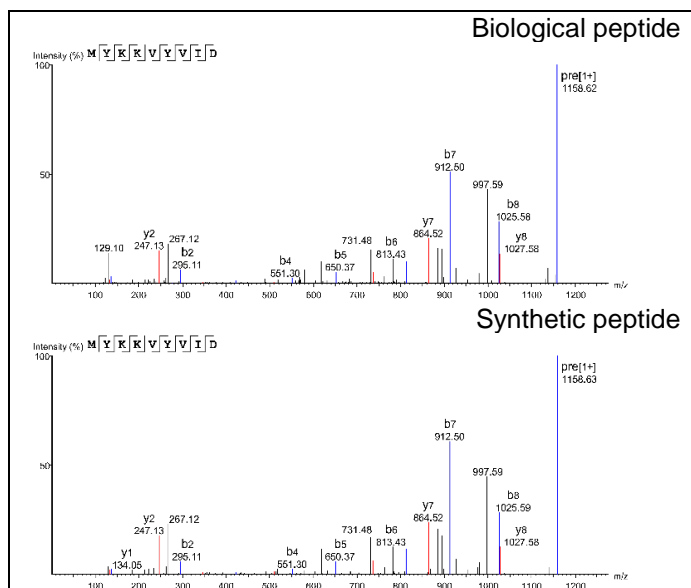 Biological peptide
Intensity (%) M Y K K V Y V I D
100
pre[1+]
1158.62
b7
912.50
50
997.59
y2
247.13
267.12
129.10
b2
295.11
b4
551.30
b5
650.37
731.48
b6
813.43
y7
864.52
b8
1025.58
y8
1027.58
100 200 300 400 500 600 700 800 900 1000 1100 1200 m/z
Synthetic peptide
Intensity (%) M Y K K V Y V I D
100
pre[1+]
1158.63
b7
912.50
50
997.59
y2
247.13
267.12
y1
134.05
b2
295.11
b4
551.30
b5
650.37
731.48
b6
813.43
y7
864.52
b8
1025.59
y8
1027.58
100 200 300 400 500 600 700 800 900 1000 1100 1200 m/z